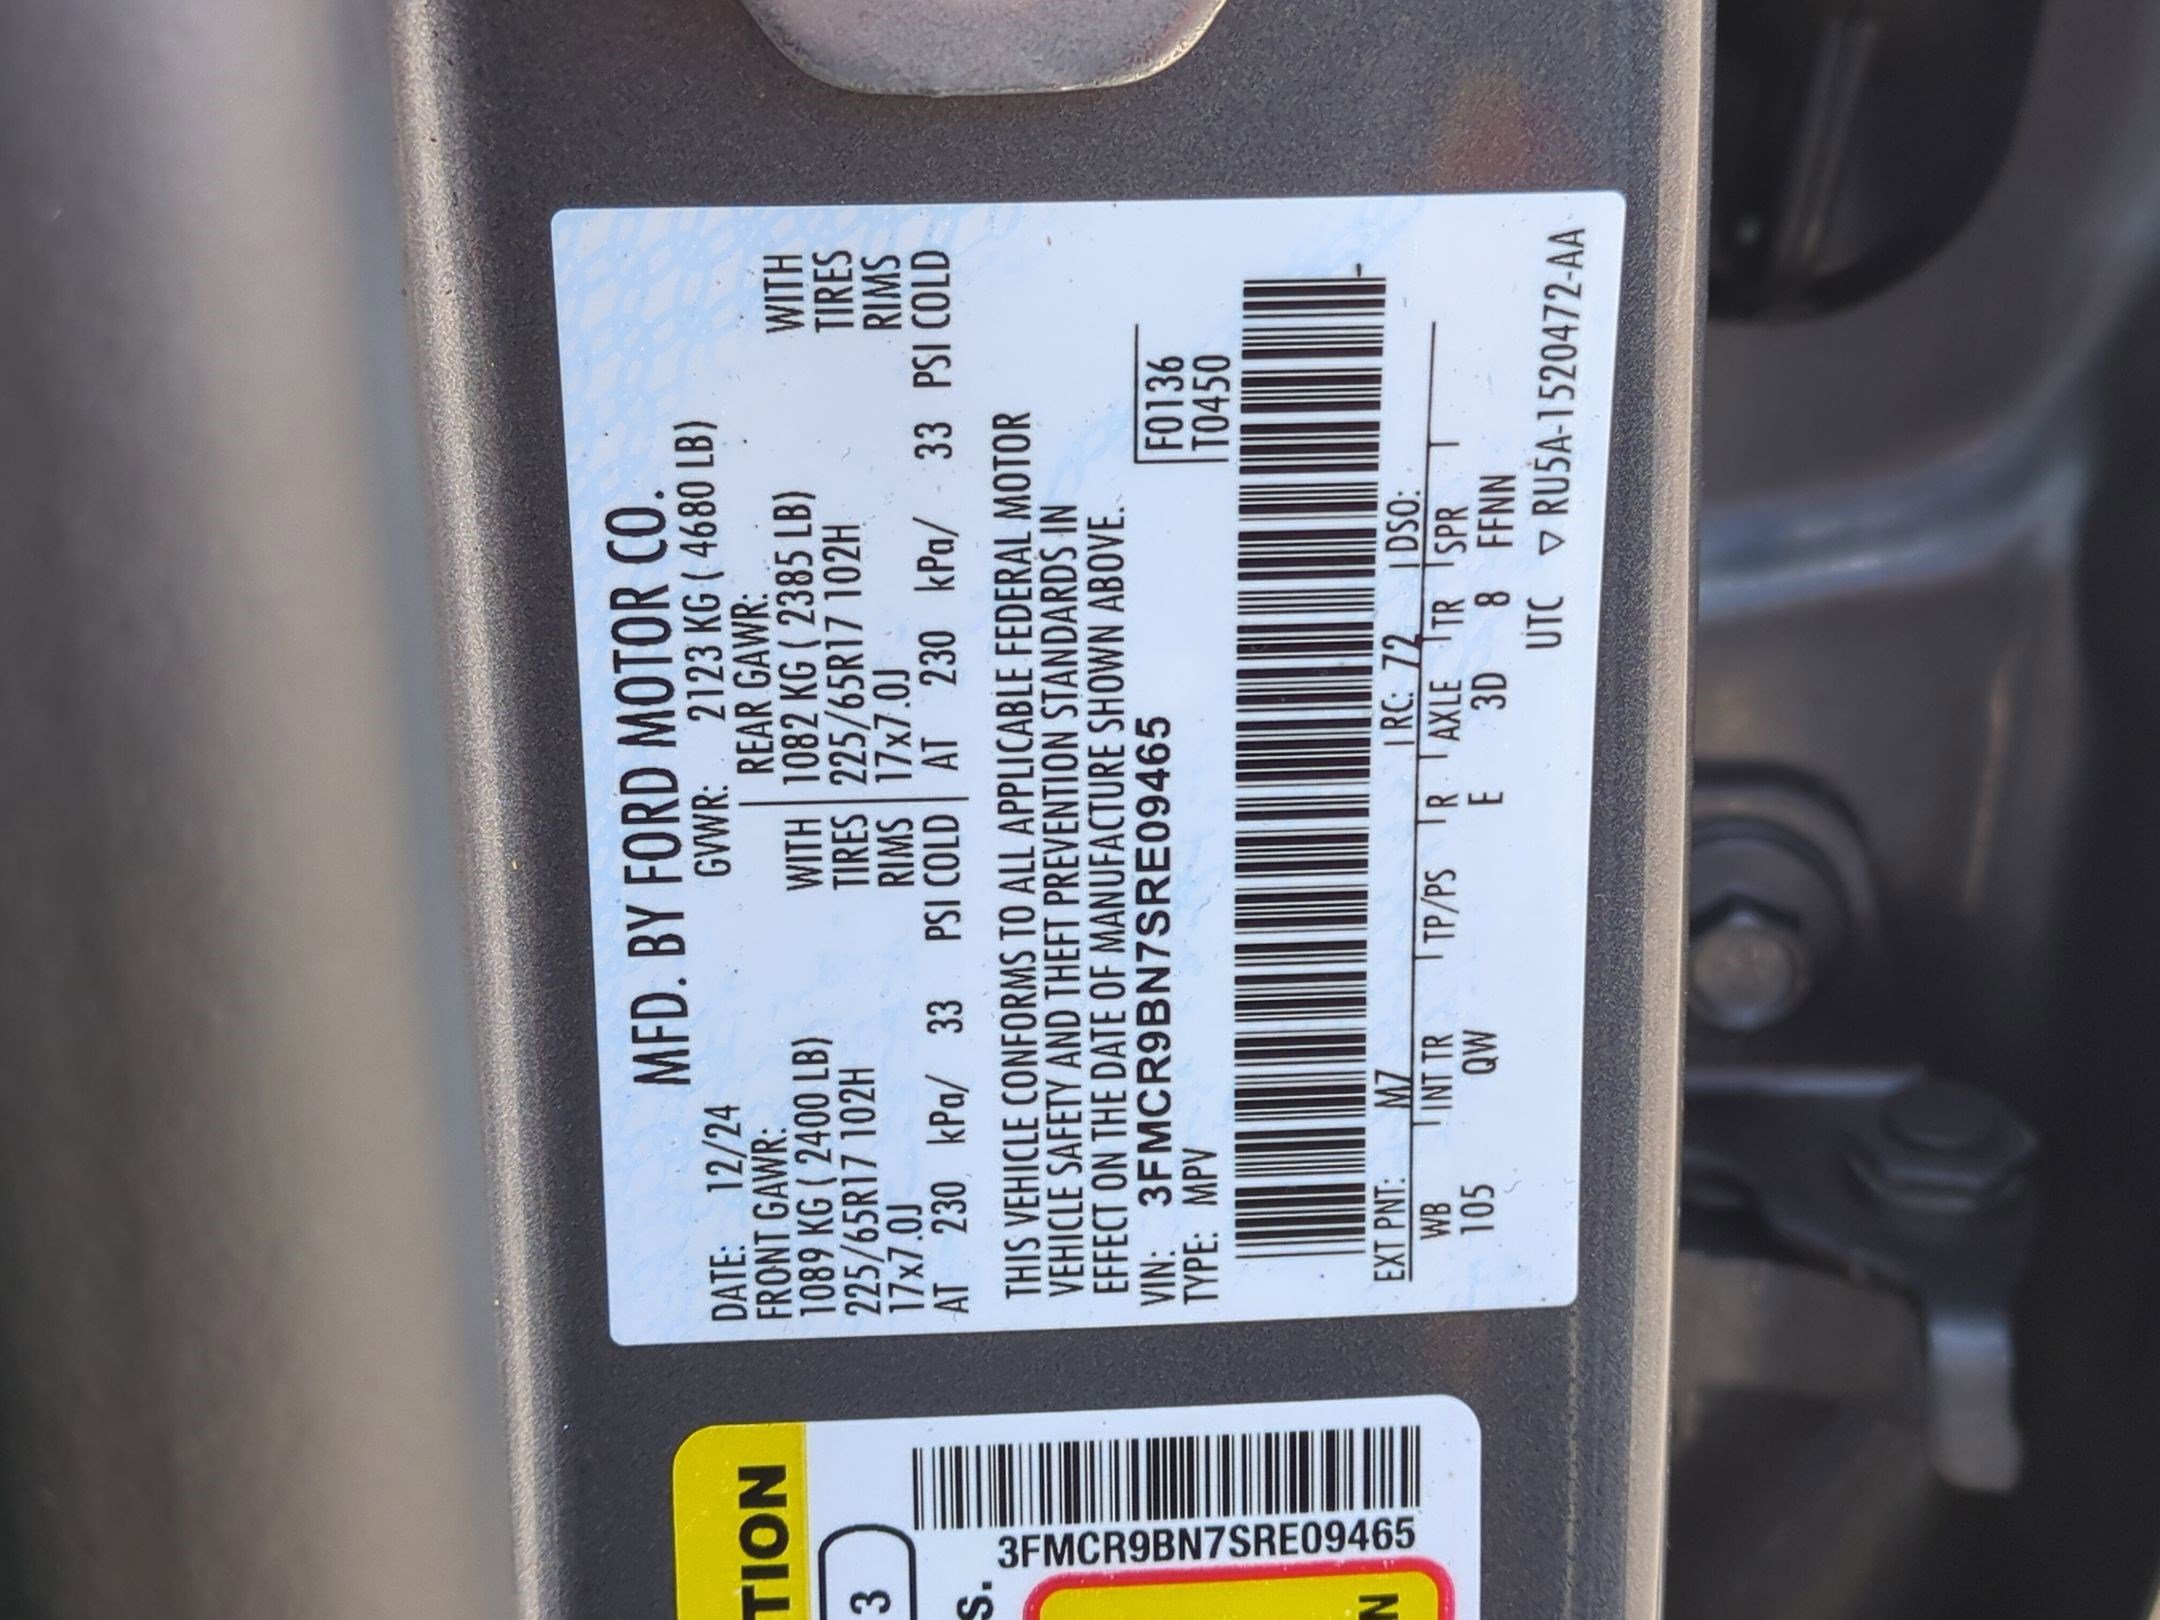 MFD. BY FORD MOTOR CO.
DATE: 12/24 GVWR: 2123 KG ( 4680 LB)
FRONT GAWR: REAR GAWR:
1089 KG ( 2400 LB) WITH 1082 KG ( 2385 LB) WITH
225/65R17 102H TIRES 225/65R17 102H TIRES
17x7.0J RIMS 17x7.0J RIMS
AT 230 kPa/ 33 PSI COLD AT 230 kPa/ 33 PSI COLD
THIS VEHICLE CONFORMS TO ALL APPLICABLE FEDERAL MOTOR
VEHICLE SAFETY AND THEFT PREVENTION STANDARDS IN
EFFECT ON THE DATE OF MANUFACTURE SHOWN ABOVE.
VIN: 3FMCR9BN7SRE09465 F0136
TYPE: MPV T0450
EXT PNT: M7 RC: 72 DSO:
WB INT TR TP/PS R AXLE TR SPR
105 QW E 3D 8 FFNN
UTC ▽ RU5A-1520472-AA
TION
3
3FMCR9BN7SRE09465
S.
N